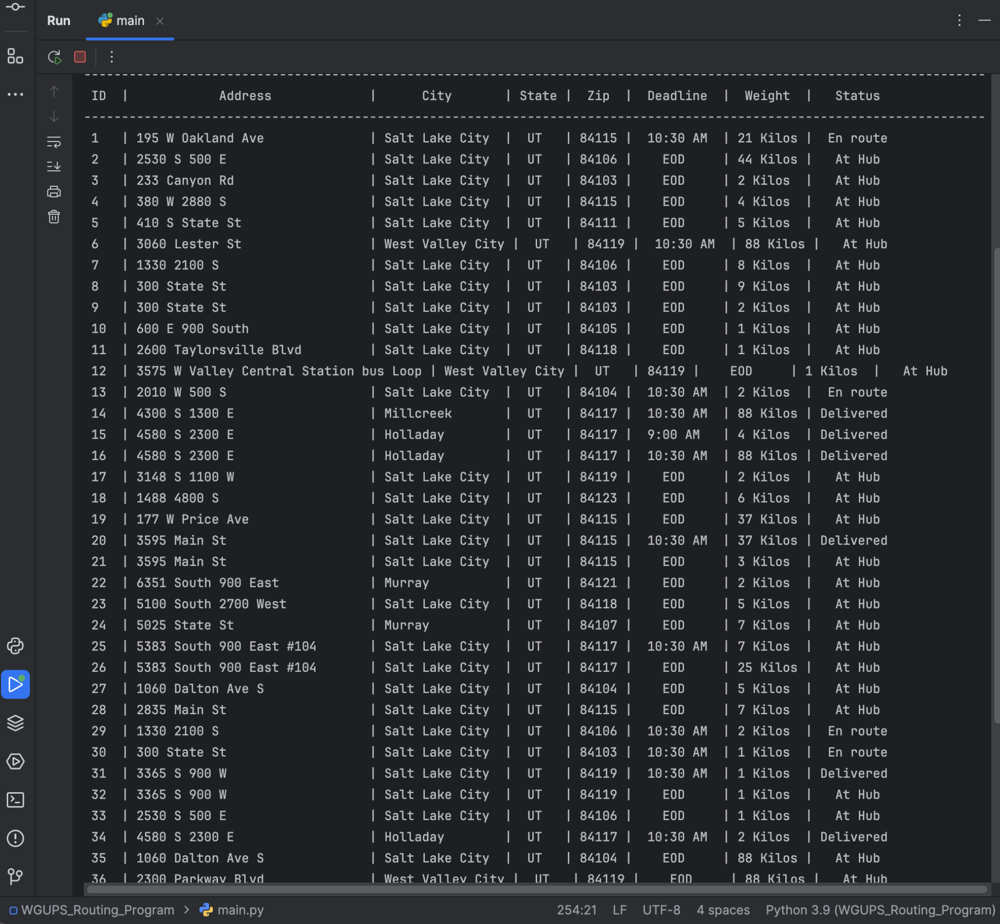 Run main
---------------------------------------------------------------------------------------------------------------------
ID | Address | City | State | Zip | Deadline | Weight | Status
---------------------------------------------------------------------------------------------------------------------
1 | 195 W Oakland Ave | Salt Lake City | UT | 84115 | 10:30 AM | 21 Kilos | En route
2 | 2530 S 500 E | Salt Lake City | UT | 84106 | EOD | 44 Kilos | At Hub
3 | 233 Canyon Rd | Salt Lake City | UT | 84103 | EOD | 2 Kilos | At Hub
4 | 380 W 2880 S | Salt Lake City | UT | 84115 | EOD | 4 Kilos | At Hub
5 | 410 S State St | Salt Lake City | UT | 84111 | EOD | 5 Kilos | At Hub
6 | 3060 Lester St | West Valley City | UT | 84119 | 10:30 AM | 88 Kilos | At Hub
7 | 1330 2100 S | Salt Lake City | UT | 84106 | EOD | 8 Kilos | At Hub
8 | 300 State St | Salt Lake City | UT | 84103 | EOD | 9 Kilos | At Hub
9 | 300 State St | Salt Lake City | UT | 84103 | EOD | 2 Kilos | At Hub
10 | 600 E 900 South | Salt Lake City | UT | 84105 | EOD | 1 Kilos | At Hub
11 | 2600 Taylorsville Blvd | Salt Lake City | UT | 84118 | EOD | 1 Kilos | At Hub
12 | 3575 W Valley Central Station bus Loop | West Valley City | UT | 84119 | EOD | 1 Kilos | At Hub
13 | 2010 W 500 S | Salt Lake City | UT | 84104 | 10:30 AM | 2 Kilos | En route
14 | 4300 S 1300 E | Millcreek | UT | 84117 | 10:30 AM | 88 Kilos | Delivered
15 | 4580 S 2300 E | Holladay | UT | 84117 | 9:00 AM | 4 Kilos | Delivered
16 | 4580 S 2300 E | Holladay | UT | 84117 | 10:30 AM | 88 Kilos | Delivered
17 | 3148 S 1100 W | Salt Lake City | UT | 84119 | EOD | 2 Kilos | At Hub
18 | 1488 4800 S | Salt Lake City | UT | 84123 | EOD | 6 Kilos | At Hub
19 | 177 W Price Ave | Salt Lake City | UT | 84115 | EOD | 37 Kilos | At Hub
20 | 3595 Main St | Salt Lake City | UT | 84115 | 10:30 AM | 37 Kilos | Delivered
21 | 3595 Main St | Salt Lake City | UT | 84115 | EOD | 3 Kilos | At Hub
22 | 6351 South 900 East | Murray | UT | 84121 | EOD | 2 Kilos | At Hub
23 | 5100 South 2700 West | Salt Lake City | UT | 84118 | EOD | 5 Kilos | At Hub
24 | 5025 State St | Murray | UT | 84107 | EOD | 7 Kilos | At Hub
25 | 5383 South 900 East #104 | Salt Lake City | UT | 84117 | 10:30 AM | 7 Kilos | At Hub
26 | 5383 South 900 East #104 | Salt Lake City | UT | 84117 | EOD | 25 Kilos | At Hub
27 | 1060 Dalton Ave S | Salt Lake City | UT | 84104 | EOD | 5 Kilos | At Hub
28 | 2835 Main St | Salt Lake City | UT | 84115 | EOD | 7 Kilos | At Hub
29 | 1330 2100 S | Salt Lake City | UT | 84106 | 10:30 AM | 2 Kilos | En route
30 | 300 State St | Salt Lake City | UT | 84103 | 10:30 AM | 1 Kilos | En route
31 | 3365 S 900 W | Salt Lake City | UT | 84119 | 10:30 AM | 1 Kilos | Delivered
32 | 3365 S 900 W | Salt Lake City | UT | 84119 | EOD | 1 Kilos | At Hub
33 | 2530 S 500 E | Salt Lake City | UT | 84106 | EOD | 1 Kilos | At Hub
34 | 4580 S 2300 E | Holladay | UT | 84117 | 10:30 AM | 2 Kilos | Delivered
35 | 1060 Dalton Ave S | Salt Lake City | UT | 84104 | EOD | 88 Kilos | At Hub
36 | 2300 Parkway Blvd | West Valley City | UT | 84119 | EOD | 88 Kilos | At Hub
WGUPS_Routing_Program > main.py 254:21 LF UTF-8 4 spaces Python 3.9 (WGUPS_Routing_Program)